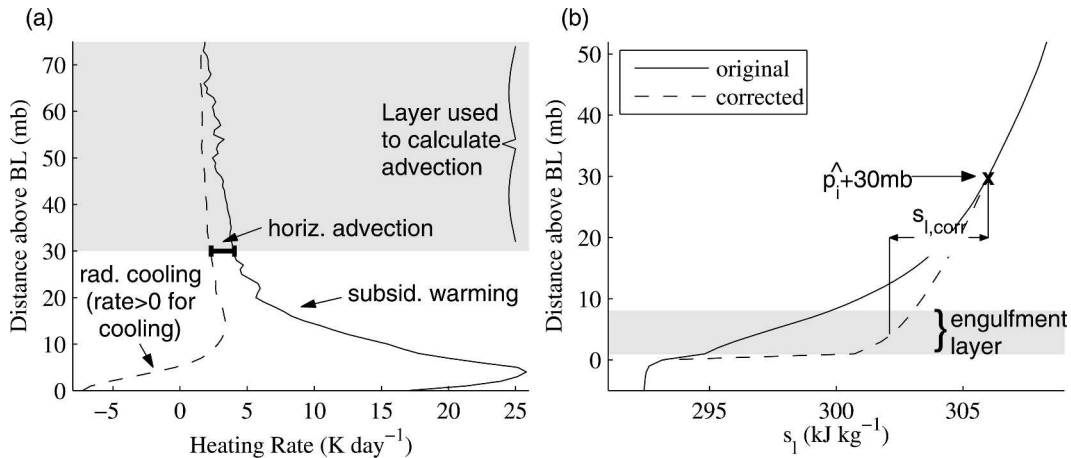 (a)
Distance above BL (mb)
70
60
50
40
30
20
10
0
Layer used
to calculate
advection
horiz. advection
rad. cooling
(rate>0 for
cooling)
subsid. warming
−5 0 5 10 15 20 25
Heating Rate (K day⁻¹)
(b)
Distance above BL (mb)
50
40
30
20
10
0
original
corrected
p̂ᵢ+30mb
s_l,corr
} engulfment
layer
295 300 305
s_l (kJ kg⁻¹)